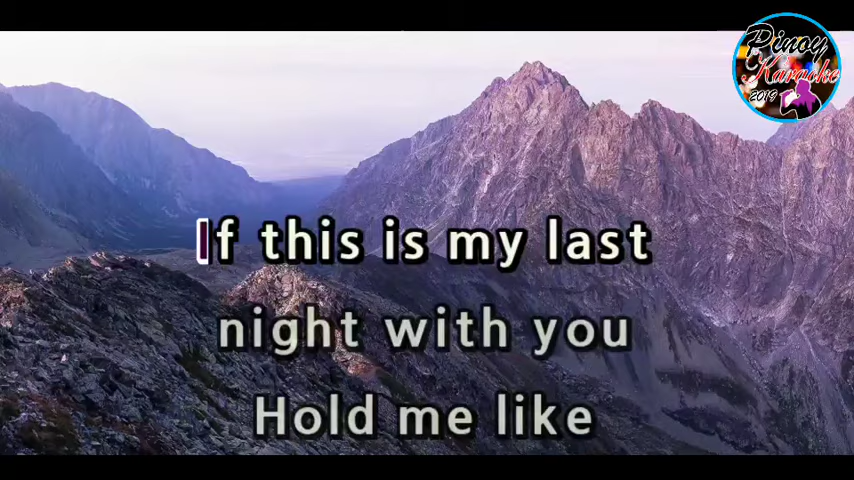 Pinoy
Karaoke
2019
If this is my last
night with you
Hold me like